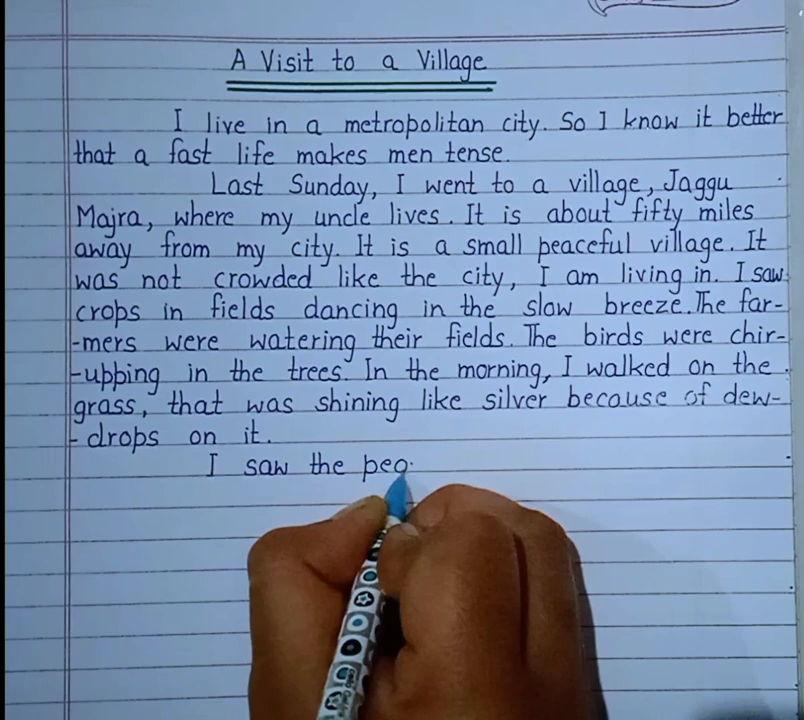 A Visit to a Village
I live in a metropolitan city. So I know it better
that a fast life makes men tense.
Last Sunday, I went to a village, Jaggu
Majra, where my uncle lives. It is about fifty miles
away from my city. It is a small peaceful village. It
was not crowded like the city, I am living in. I saw
crops in fields dancing in the slow breeze. The far-
-mers were watering their fields. The birds were chir-
-upping in the trees. In the morning, I walked on the
grass, that was shining like silver because of dew-
-drops on it.
I saw the peo